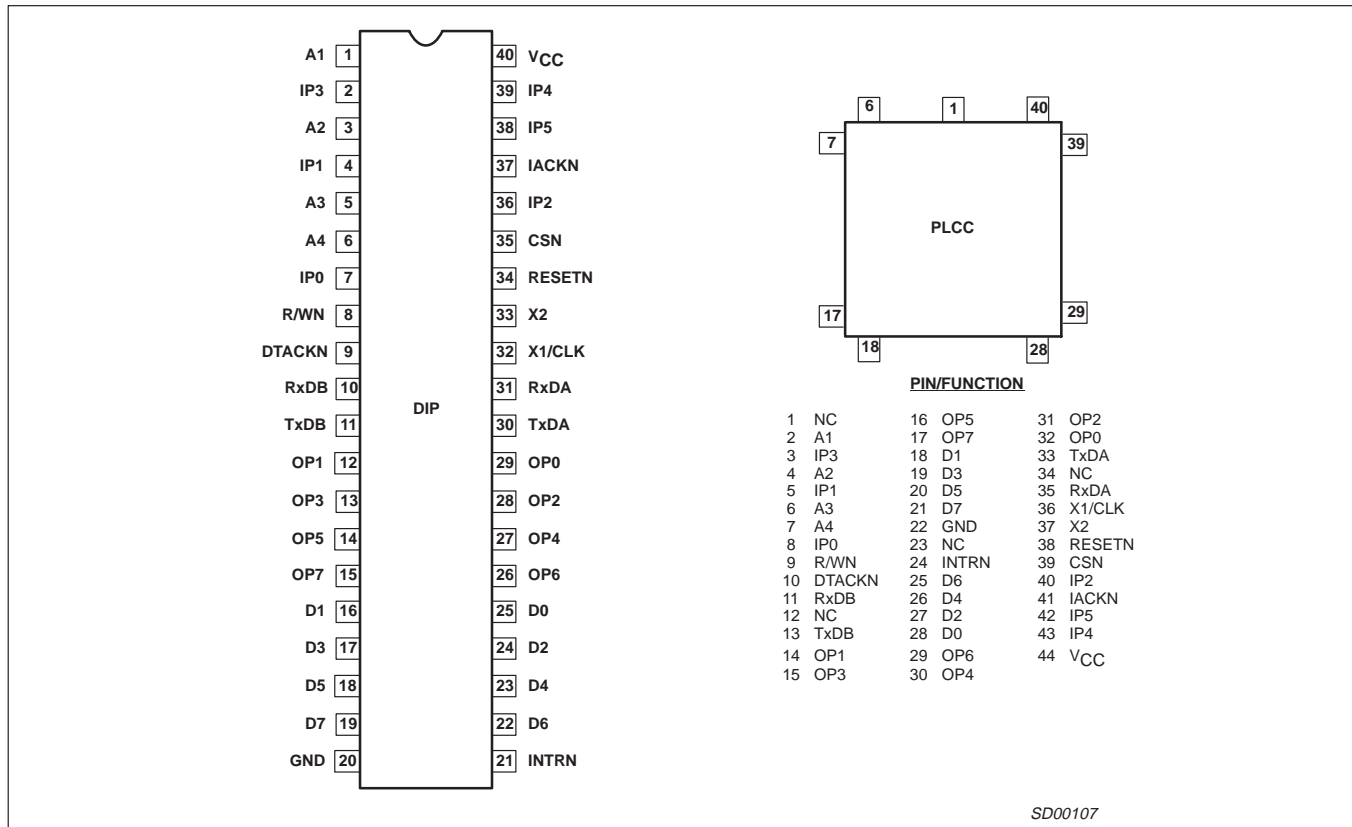 A1 1
IP3 2
A2 3
IP1 4
A3 5
A4 6
IP0 7
R/WN 8
DTACKN 9
RxDB 10
TxDB 11
OP1 12
OP3 13
OP5 14
OP7 15
D1 16
D3 17
D5 18
D7 19
GND 20
DIP
40 VCC
39 IP4
38 IP5
37 IACKN
36 IP2
35 CSN
34 RESETN
33 X2
32 X1/CLK
31 RxDA
30 TxDA
29 OP0
28 OP2
27 OP4
26 OP6
25 D0
24 D2
23 D4
22 D6
21 INTRN
6 1 40
7 39
PLCC
17 29
18 28
PIN/FUNCTION
1 NC 16 OP5 31 OP2
2 A1 17 OP7 32 OP0
3 IP3 18 D1 33 TxDA
4 A2 19 D3 34 NC
5 IP1 20 D5 35 RxDA
6 A3 21 D7 36 X1/CLK
7 A4 22 GND 37 X2
8 IP0 23 NC 38 RESETN
9 R/WN 24 INTRN 39 CSN
10 DTACKN 25 D6 40 IP2
11 RxDB 26 D4 41 IACKN
12 NC 27 D2 42 IP5
13 TxDB 28 D0 43 IP4
14 OP1 29 OP6 44 VCC
15 OP3 30 OP4
SD00107